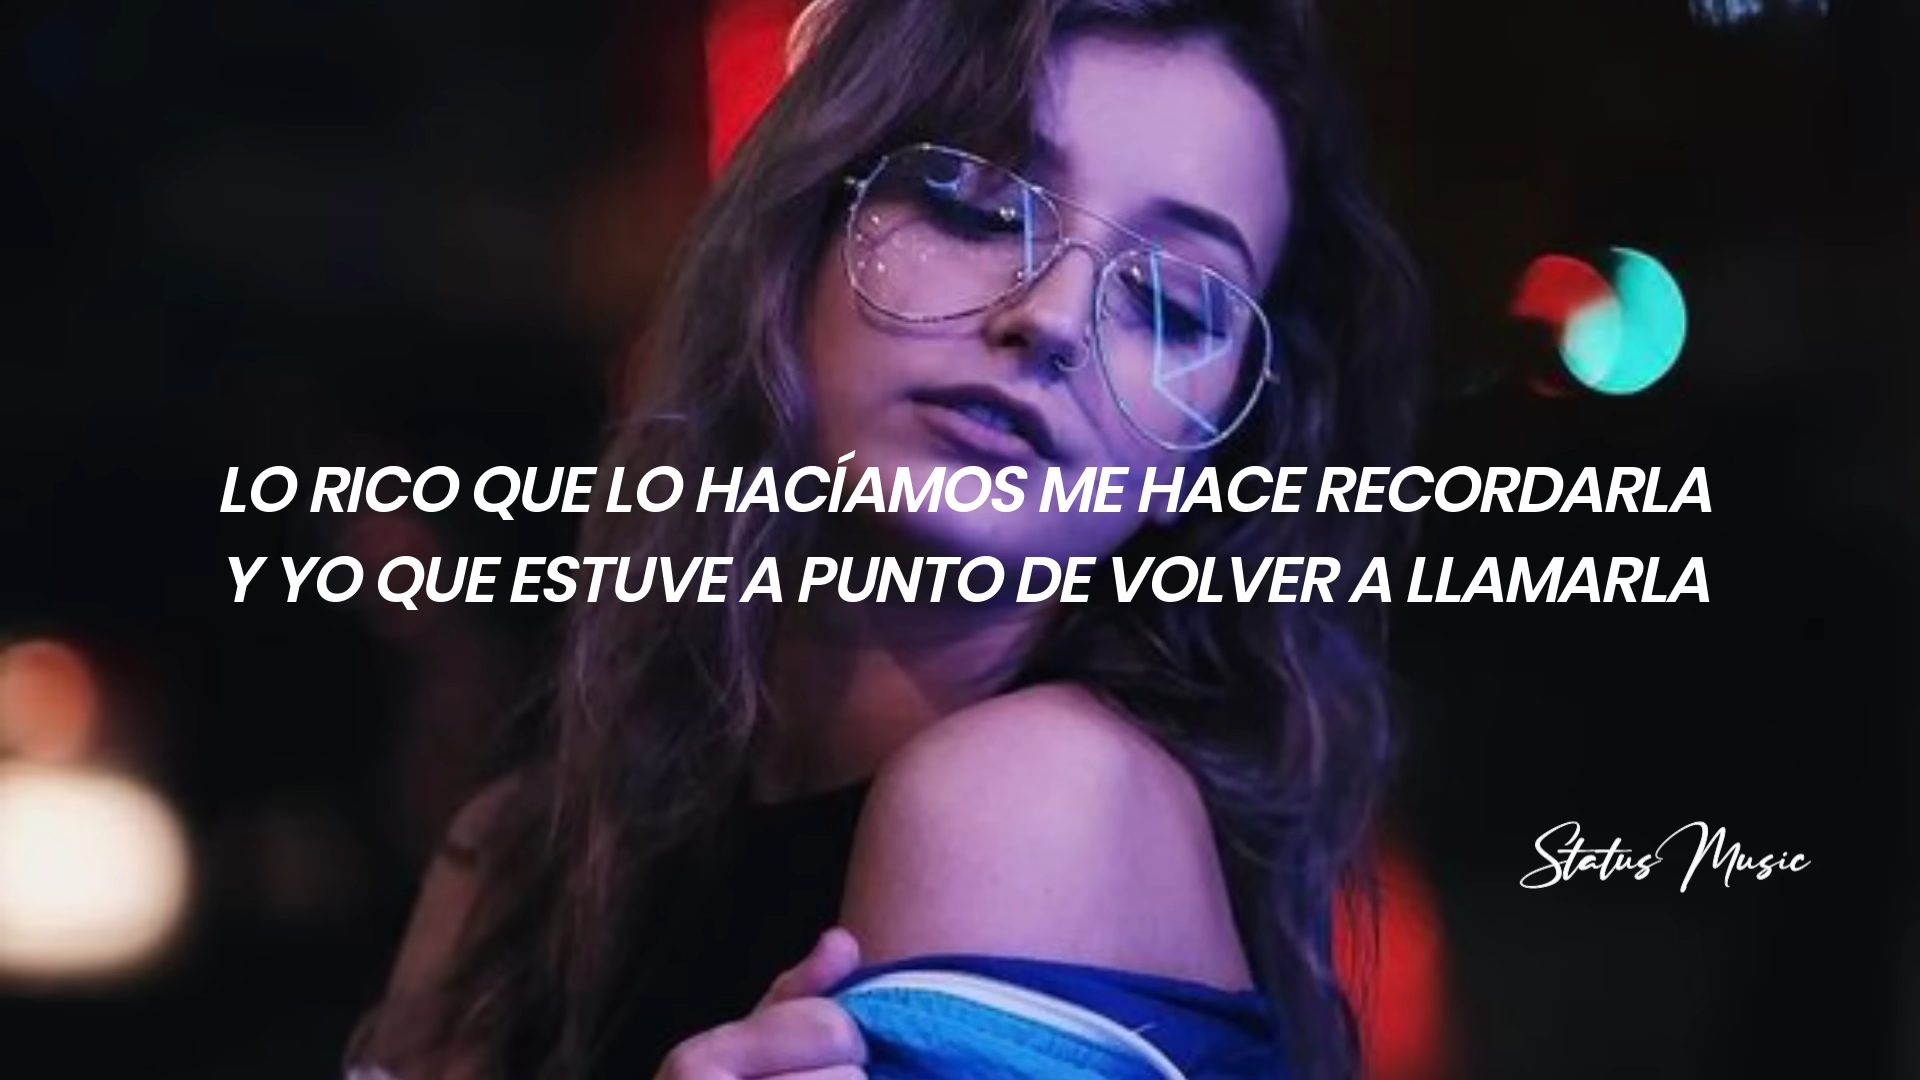 LO RICO QUE LO HACÍAMOS ME HACE RECORDARLA
Y YO QUE ESTUVE A PUNTO DE VOLVER A LLAMARLA
Status Music